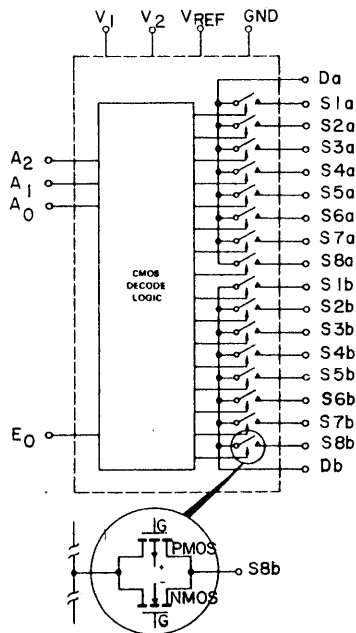 V1 V2 VREF GND
Da
S1a
S2a
S3a
A2 S4a
A1 S5a
A0 S6a
S7a
S8a
CMOS S1b
DECODE S2b
LOGIC S3b
S4b
S5b
S6b
S7b
E0 S8b
Db
G
PMOS
+
- S8b
NMOS
G